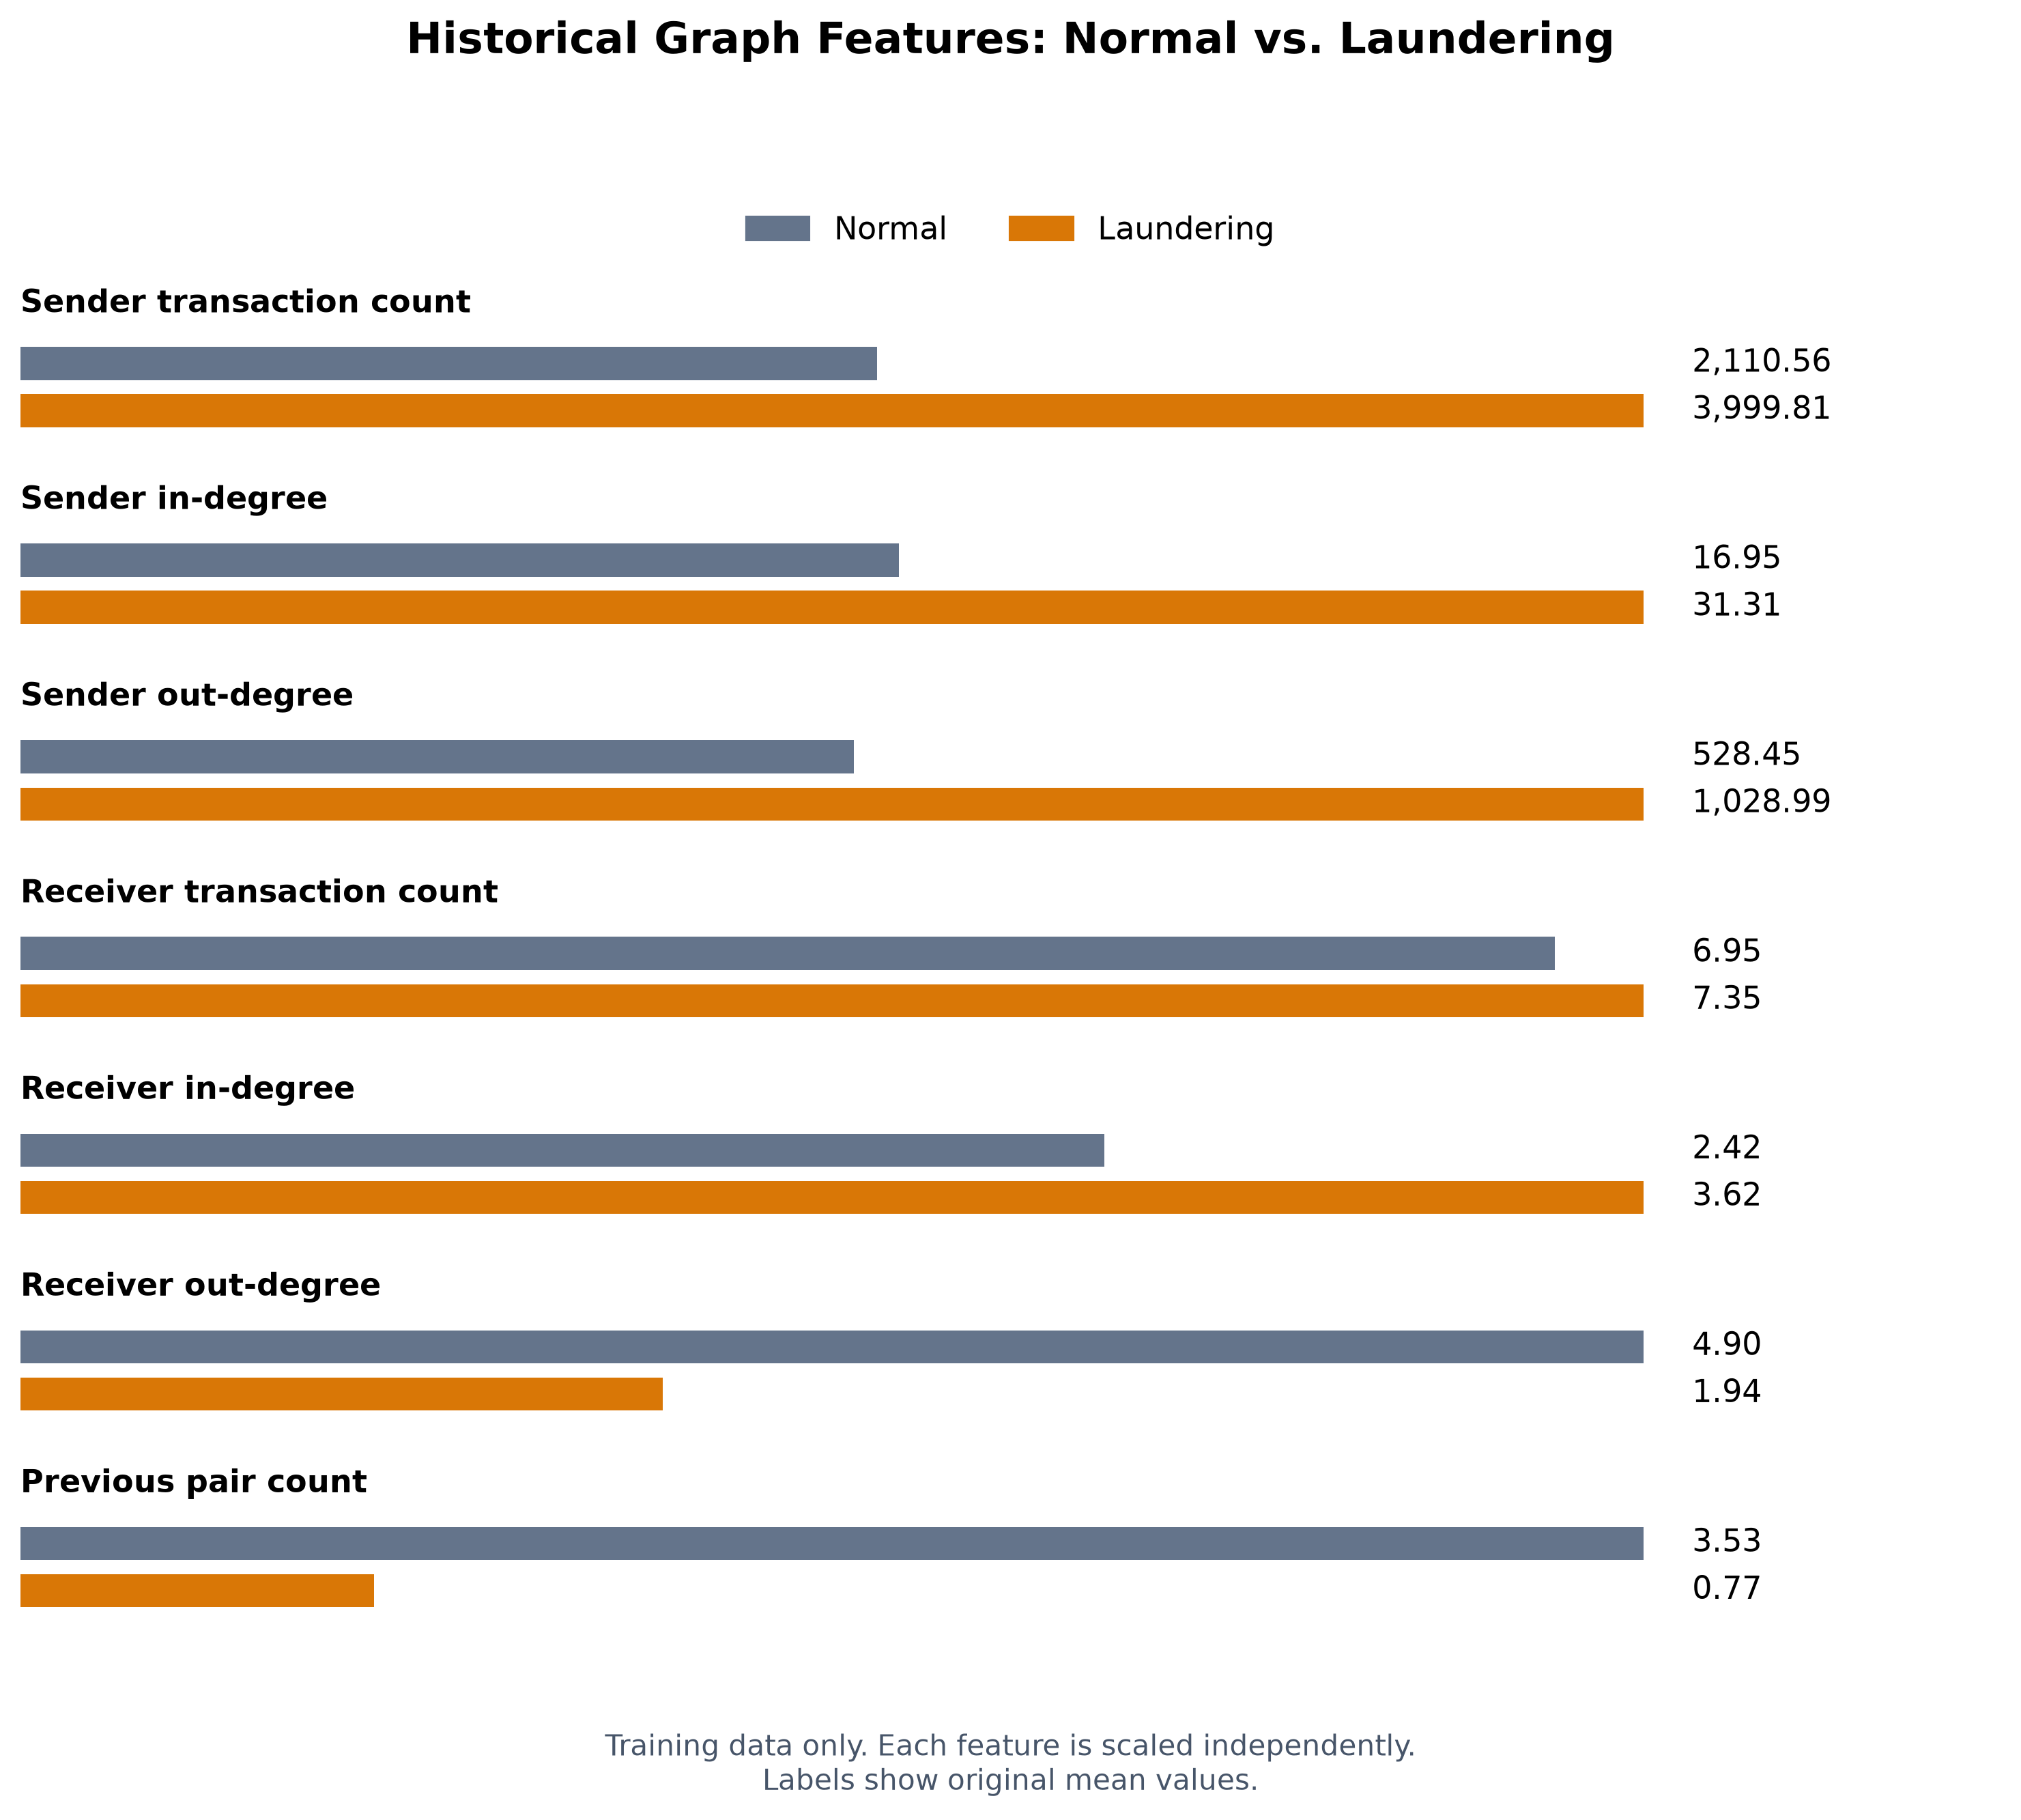 Historical Graph Features: Normal vs. Laundering
Normal
Laundering
Sender transaction count
2,110.56
3,999.81
Sender in-degree
16.95
31.31
Sender out-degree
528.45
1,028.99
Receiver transaction count
6.95
7.35
Receiver in-degree
2.42
3.62
Receiver out-degree
4.90
1.94
Previous pair count
3.53
0.77
Training data only. Each feature is scaled independently.
Labels show original mean values.